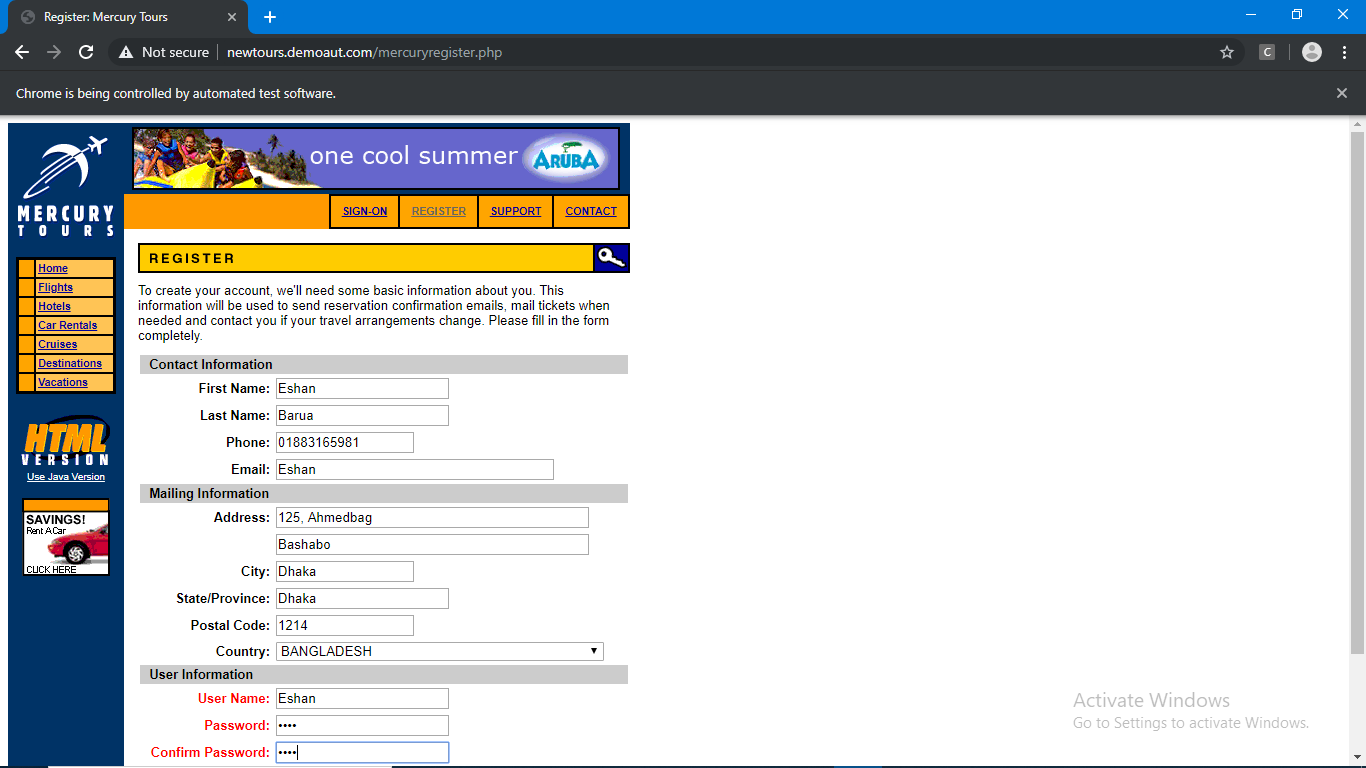 Register: Mercury Tours
Not secure
newtours.demoaut.com/mercuryregister.php
C
Chrome is being controlled by automated test software.
one cool summer
ARUBA
MERCURY
TOURS
SIGN-ON
REGISTER
SUPPORT
CONTACT
Home
Flights
Hotels
Car Rentals
Cruises
Destinations
Vacations
HTML
VERSION
Use Java Version
SAVINGS!
Rent A Car
CLICK HERE
REGISTER
To create your account, we'll need some basic information about you. This
information will be used to send reservation confirmation emails, mail tickets when
needed and contact you if your travel arrangements change. Please fill in the form
completely.
Contact Information
First Name: Eshan
Last Name: Barua
Phone: 01883165981
Email: Eshan
Mailing Information
Address: 125, Ahmedbag
Bashabo
City: Dhaka
State/Province: Dhaka
Postal Code: 1214
Country: BANGLADESH
User Information
User Name: Eshan
Password: ••••
Confirm Password: ••••
Activate Windows
Go to Settings to activate Windows.